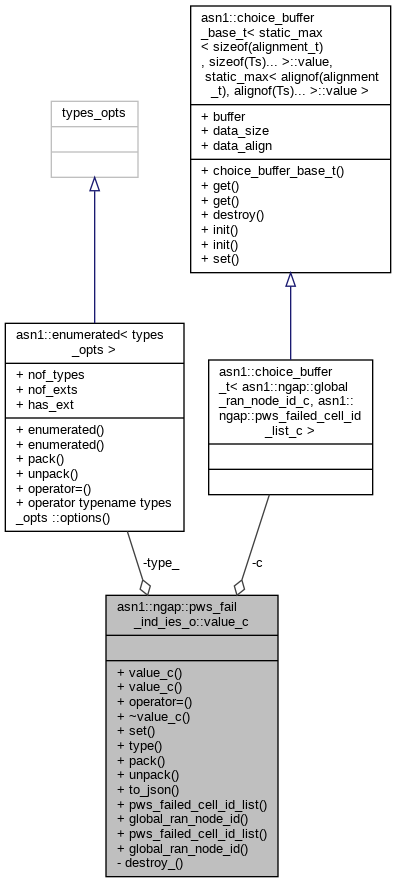 asn1::choice_buffer
_base_t< static_max
< sizeof(alignment_t)
, sizeof(Ts)... >::value,
static_max< alignof(alignment
_t), alignof(Ts)... >::value >
+ buffer
+ data_size
+ data_align
+ choice_buffer_base_t()
+ get()
+ get()
+ destroy()
+ init()
+ init()
+ set()
types_opts
asn1::enumerated< types
_opts >
+ nof_types
+ nof_exts
+ has_ext
+ enumerated()
+ enumerated()
+ pack()
+ unpack()
+ operator=()
+ operator typename types
_opts ::options()
asn1::choice_buffer
_t< asn1::ngap::global
_ran_node_id_c, asn1::
ngap::pws_failed_cell_id
_list_c >
-type_
-c
asn1::ngap::pws_fail
_ind_ies_o::value_c
+ value_c()
+ value_c()
+ operator=()
+ ~value_c()
+ set()
+ type()
+ pack()
+ unpack()
+ to_json()
+ pws_failed_cell_id_list()
+ global_ran_node_id()
+ pws_failed_cell_id_list()
+ global_ran_node_id()
- destroy_()